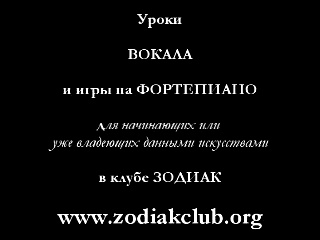 Уроки
ВОКАЛА
и игры на ФОРТЕПИАНО
для начинающих или
уже владеющих данными искусствами
в клубе ЗОДИАК
www.zodiakclub.org